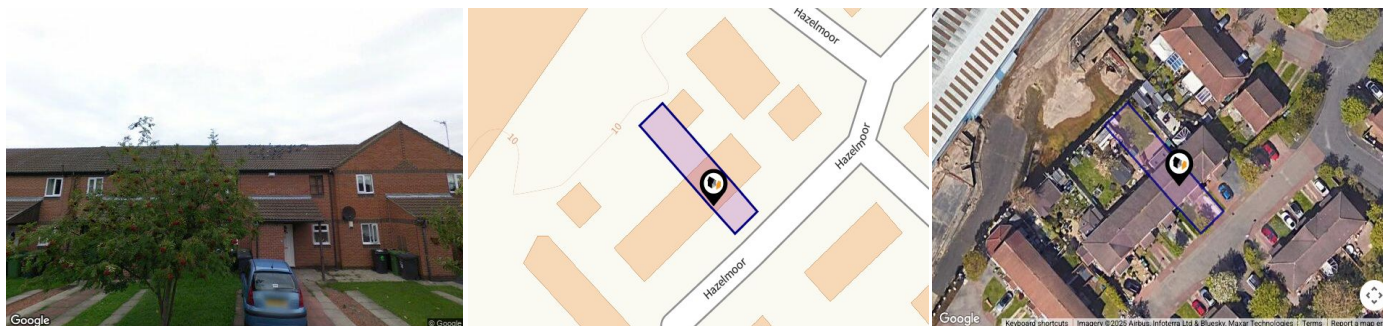 Google
© Google
Hazelmoor
10
10
Hazelmoor
Hazelmoor
Google
Keyboard shortcuts
Imagery ©2025 Airbus, Infoterra Ltd & Bluesky, Maxar Technologies
Terms
Report a map er